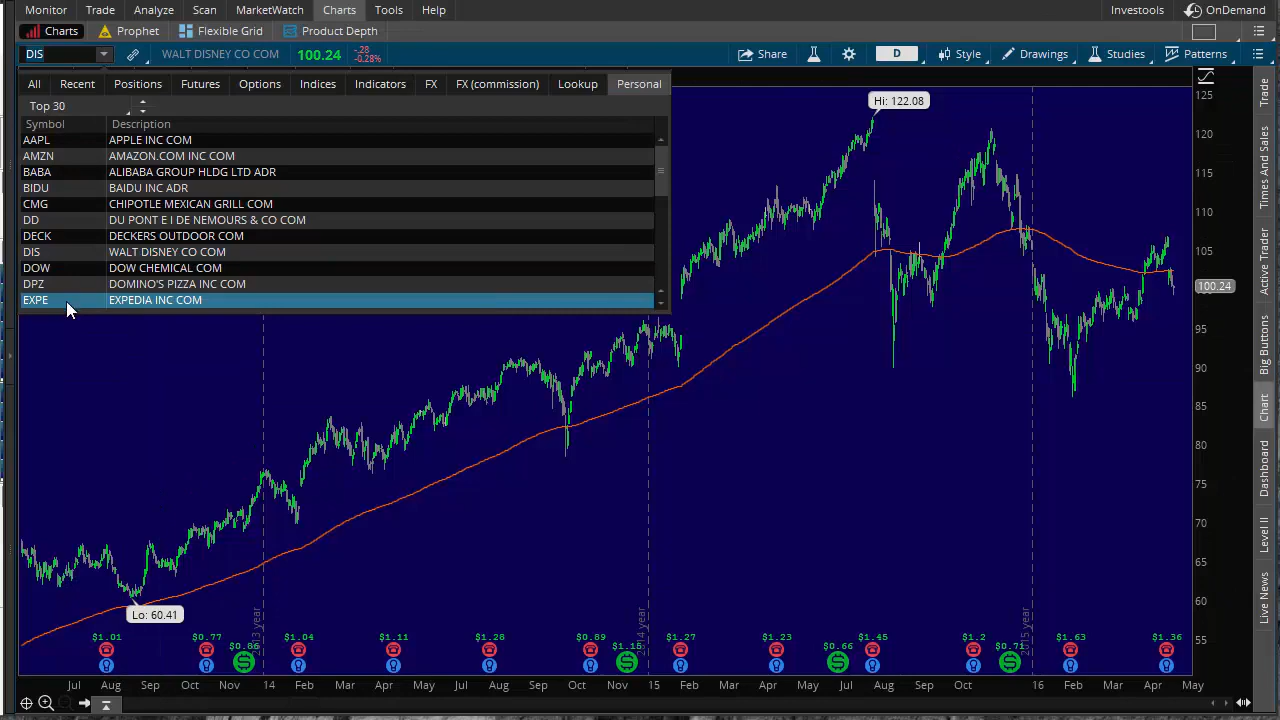 Monitor Trade Analyze Scan MarketWatch Charts Tools Help Investools OnDemand
Charts Prophet Flexible Grid Product Depth
DIS WALT DISNEY CO COM 100.24 -.28 -0.28% Share D Style Drawings Studies Patterns
All Recent Positions Futures Options Indices Indicators FX FX (commission) Lookup Personal
Top 30
Symbol Description
AAPL APPLE INC COM
AMZN AMAZON.COM INC COM
BABA ALIBABA GROUP HLDG LTD ADR
BIDU BAIDU INC ADR
CMG CHIPOTLE MEXICAN GRILL COM
DD DU PONT E I DE NEMOURS & CO COM
DECK DECKERS OUTDOOR COM
DIS WALT DISNEY CO COM
DOW DOW CHEMICAL COM
DPZ DOMINO'S PIZZA INC COM
EXPE EXPEDIA INC COM
Hi: 122.08
Lo: 60.41
125
120
115
110
105
100.24
95
90
85
80
75
70
65
60
55
2013 year
2015 year
$1.01 $0.77 $1.04 $1.11 $1.28 $0.89 $1.27 $1.23 $1.45 $1.2 $1.63 $1.36
$0.86 $1.15 $0.66 $0.71
Jul Aug Sep Oct Nov 14 Feb Mar Apr May Jul Aug Sep Oct Nov 15 Feb Mar Apr May Jul Aug Sep Oct 16 Feb Mar Apr May
Trade
Times And Sales
Active Trader
Big Buttons
Chart
Dashboard
Level II
Live News